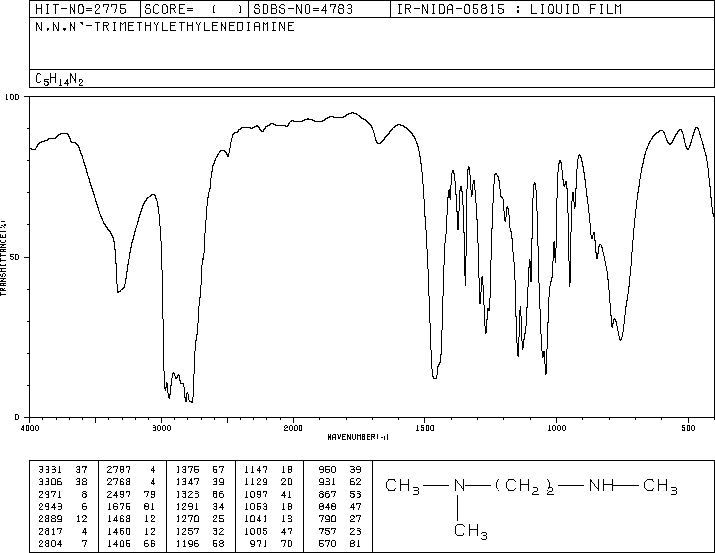 HIT-NO=2775 SCORE= ( ) SDBS-NO=4783 IR-NIDA-05815 : LIQUID FILM
N,N,N'-TRIMETHYLETHYLENEDIAMINE
C5H14N2
100
TRANSMITTANCE(%)
50
0
4000 3000 2000 1500 1000 500
WAVENUMBER(-1)
3331 37 2787 4 1376 57 1147 18 960 39
3306 38 2768 4 1347 39 1129 20 931 62
2971 8 2497 79 1323 66 1097 41 867 53
2943 6 1676 81 1291 34 1053 18 848 47
2889 12 1468 12 1270 25 1041 13 790 27
2817 4 1460 12 1257 32 1005 47 757 23
2804 7 1406 66 1196 58 971 70 570 81
CH3 N (CH2)2 NH CH3
CH3